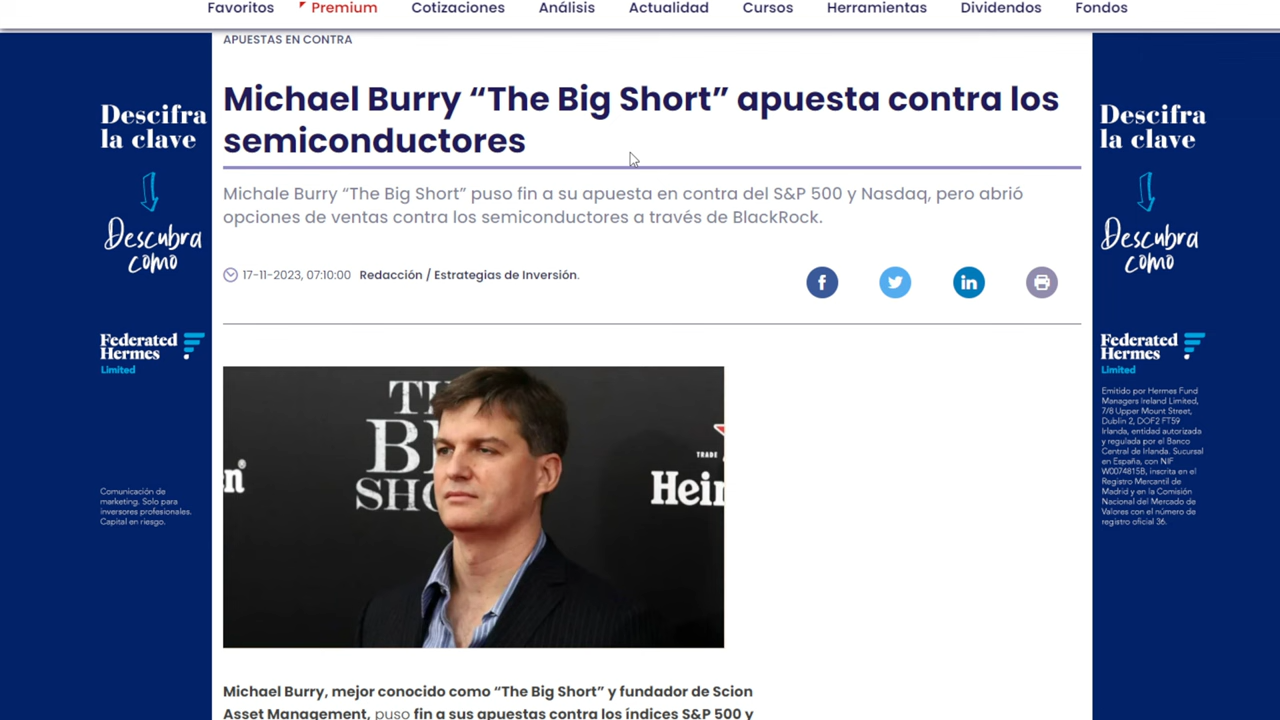 Favoritos Premium Cotizaciones Análisis Actualidad Cursos Herramientas Dividendos Fondos
APUESTAS EN CONTRA
Michael Burry “The Big Short” apuesta contra los
semiconductores
Michale Burry “The Big Short” puso fin a su apuesta en contra del S&P 500 y Nasdaq, pero abrió
opciones de ventas contra los semiconductores a través de BlackRock.
17-11-2023, 07:10:00 Redacción / Estrategias de Inversión.
Descifra
la clave
Descubra
como
Federated
Hermes
Limited
Comunicación de
marketing. Solo para
inversores profesionales.
Capital en riesgo.
TH
BI
SHO
n®
TRADE
Hein
Michael Burry, mejor conocido como “The Big Short” y fundador de Scion
Asset Management, puso fin a sus apuestas contra los índices S&P 500 y
Descifra
la clave
Descubra
como
Federated
Hermes
Limited
Emitido por Hermes Fund
Managers Ireland Limited,
7/8 Upper Mount Street,
Dublin 2, DOF2 FT59
Irlanda, entidad autorizada
y regulada por el Banco
Central de Irlanda. Sucursal
en España, con NIF
W0074815B, inscrita en el
Registro Mercantil de
Madrid y en la Comisión
Nacional del Mercado de
Valores con el número de
registro oficial 36.